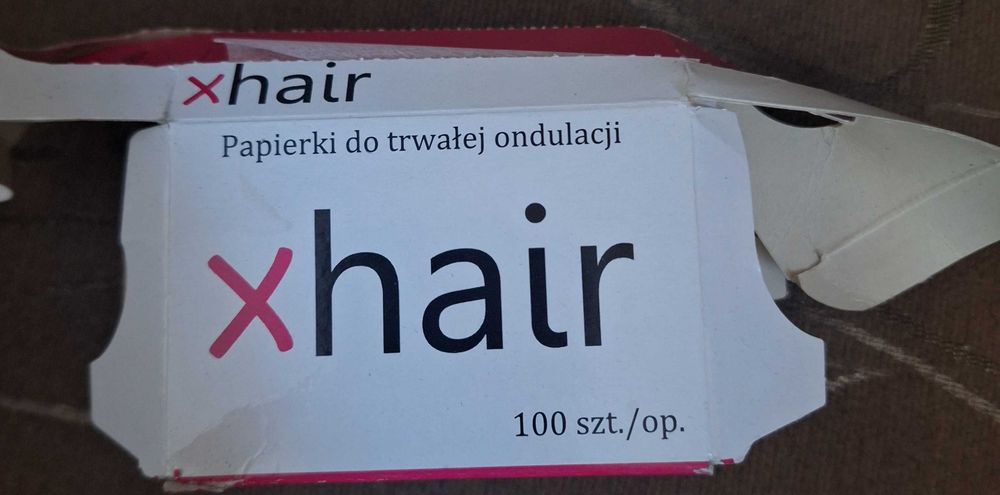 xhair
Papierki do trwałej ondulacji
xhair
100 szt./op.